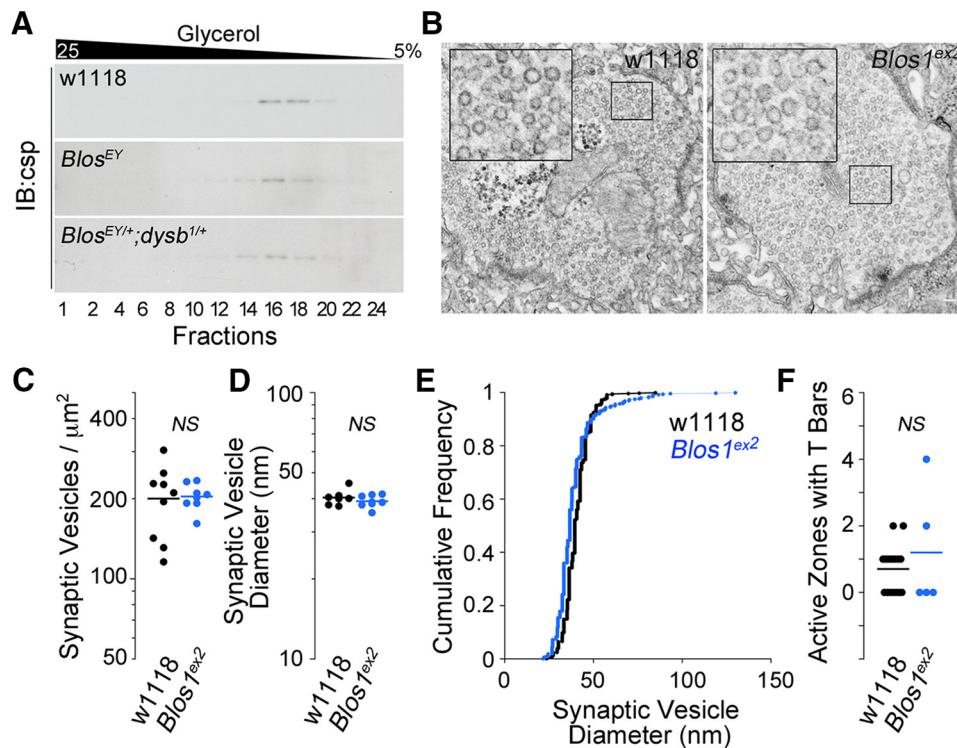 A
Glycerol
25
5%
w1118
Blos^EY
Blos^EY/+;dysb^1/+
IB:csp
1 2 4 6 8 10 12 14 16 18 20 22 24
Fractions
B
w1118
Blos1^ex2
C
NS
Synaptic Vesicles / μm²
400
200
100
50
w1118
Blos1^ex2
D
NS
Synaptic Vesicle
Diameter (nm)
100
50
10
w1118
Blos1^ex2
E
w1118
Blos1^ex2
Cumulative Frequency
1
0.8
0.6
0.4
0.2
0
0 50 100 150
Synaptic Vesicle
Diameter (nm)
F
NS
Active Zones with T Bars
6
4
2
0
w1118
Blos1^ex2